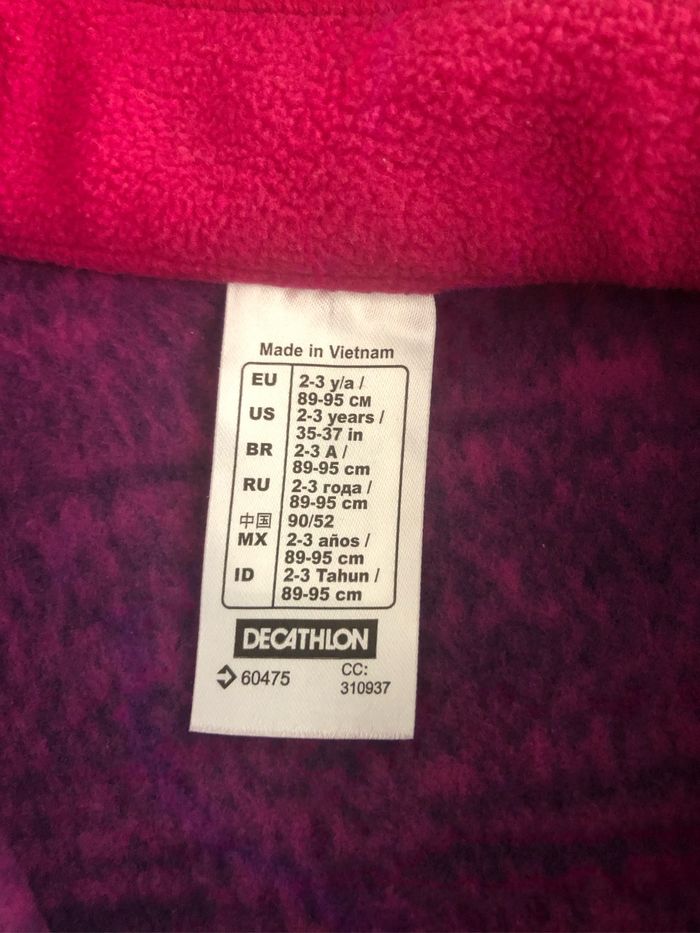 Made in Vietnam
EU 2-3 y/a /
89-95 CM
US 2-3 years /
35-37 in
BR 2-3 A /
89-95 cm
RU 2-3 года /
89-95 cm
中国 90/52
MX 2-3 años /
89-95 cm
ID 2-3 Tahun /
89-95 cm
DECATHLON
60475 CC:
310937